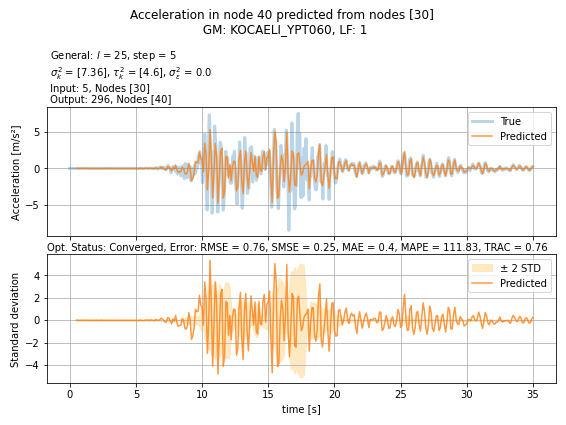 Acceleration in node 40 predicted from nodes [30]
GM: KOCAELI_YPT060, LF: 1
General: l = 25, step = 5
σ²ₖ = [7.36], τ²ₖ = [4.6], σ²ε = 0.0
Input: 5, Nodes [30]
Output: 296, Nodes [40]
Acceleration [m/s²]
5
0
−5
True
Predicted
Opt. Status: Converged, Error: RMSE = 0.76, SMSE = 0.25, MAE = 0.4, MAPE = 111.83, TRAC = 0.76
Standard deviation
4
2
0
−2
−4
± 2 STD
Predicted
0 5 10 15 20 25 30 35
time [s]